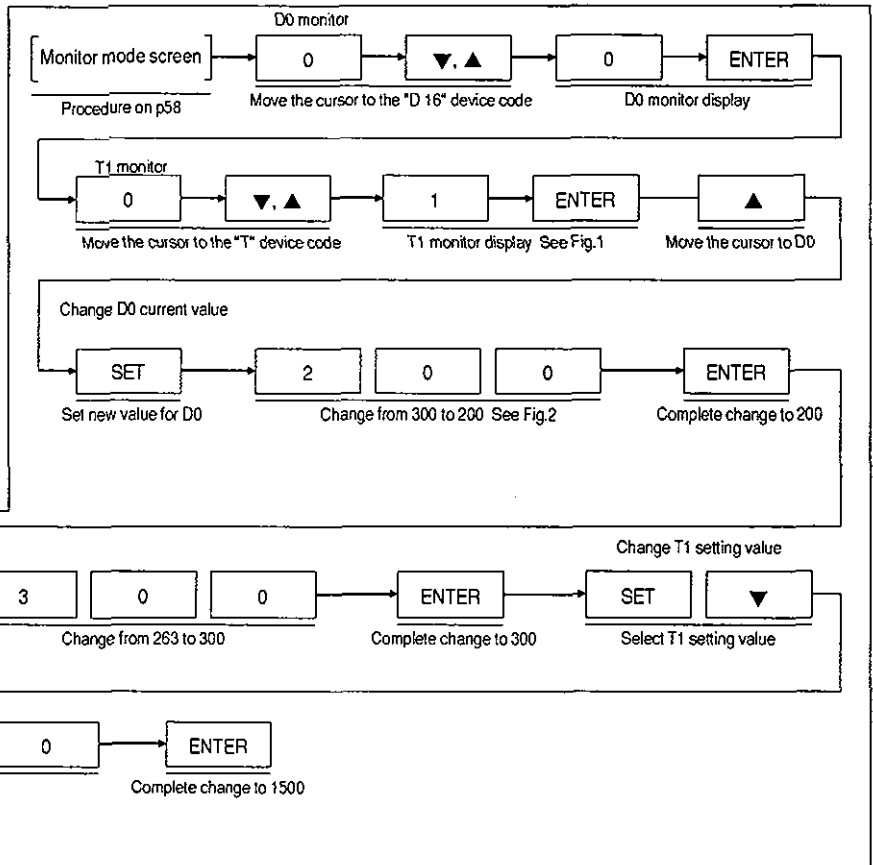 D0 monitor
Monitor mode screen 0 ▼, ▲ 0 ENTER
Procedure on p58 Move the cursor to the "D 16" device code D0 monitor display
T1 monitor
0 ▼, ▲ 1 ENTER ▲
Move the cursor to the "T" device code T1 monitor display See Fig.1 Move the cursor to D0
Change D0 current value
SET 2 0 0 ENTER
Set new value for D0 Change from 300 to 200 See Fig.2 Complete change to 200
Change T1 setting value
3 0 0 ENTER SET ▼
Change from 263 to 300 Complete change to 300 Select T1 setting value
0 ENTER
Complete change to 1500